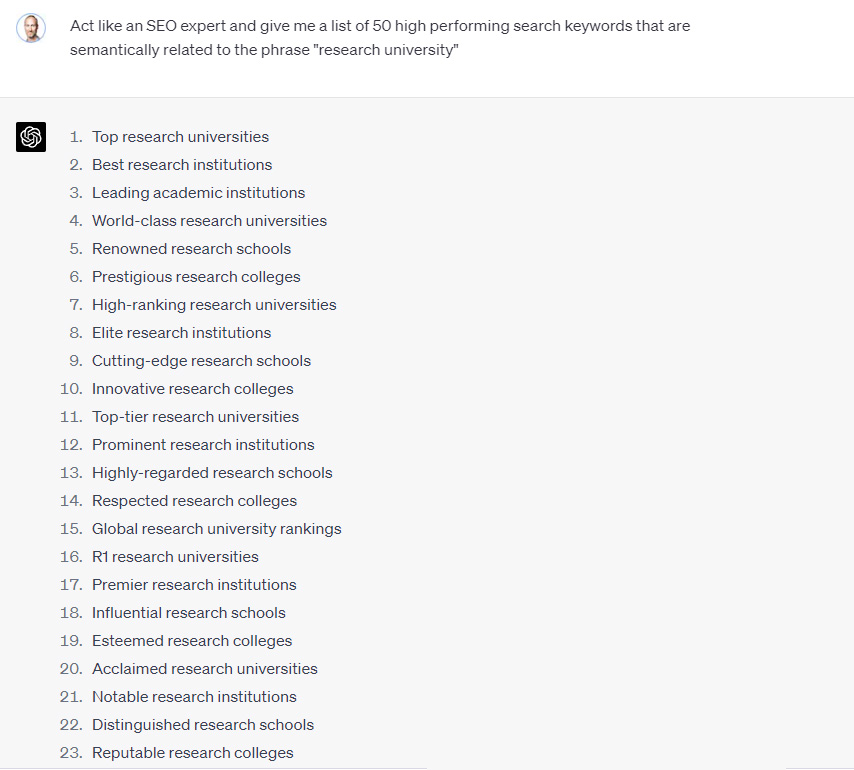 Act like an SEO expert and give me a list of 50 high performing search keywords that are
semantically related to the phrase "research university"
1. Top research universities
2. Best research institutions
3. Leading academic institutions
4. World-class research universities
5. Renowned research schools
6. Prestigious research colleges
7. High-ranking research universities
8. Elite research institutions
9. Cutting-edge research schools
10. Innovative research colleges
11. Top-tier research universities
12. Prominent research institutions
13. Highly-regarded research schools
14. Respected research colleges
15. Global research university rankings
16. R1 research universities
17. Premier research institutions
18. Influential research schools
19. Esteemed research colleges
20. Acclaimed research universities
21. Notable research institutions
22. Distinguished research schools
23. Reputable research colleges